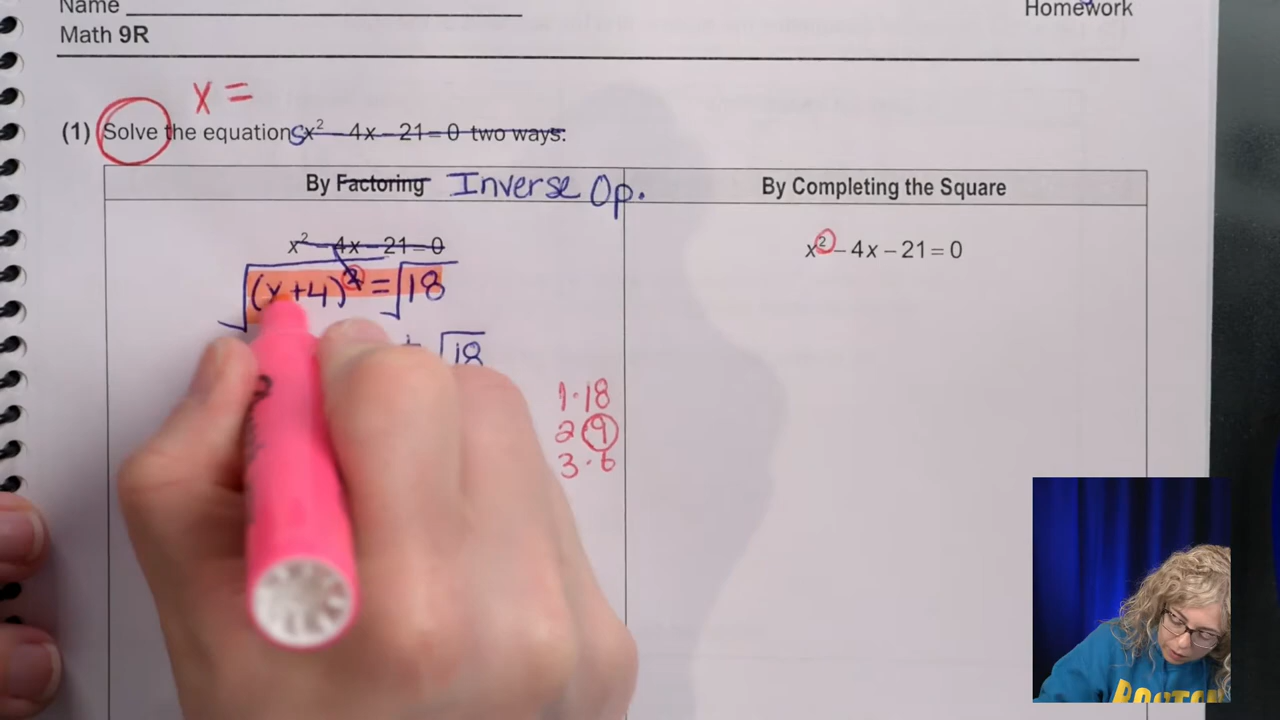 Name
Homework
Math 9R
x =
(1) Solve the equations x² – 4x – 21 = 0 two ways:
By Factoring Inverse Op.
By Completing the Square
x² – 4x – 21 = 0
x² – 4x – 21 = 0
√(x+4)² = √18
√18
1·18
2·9
3·6
BOSTON